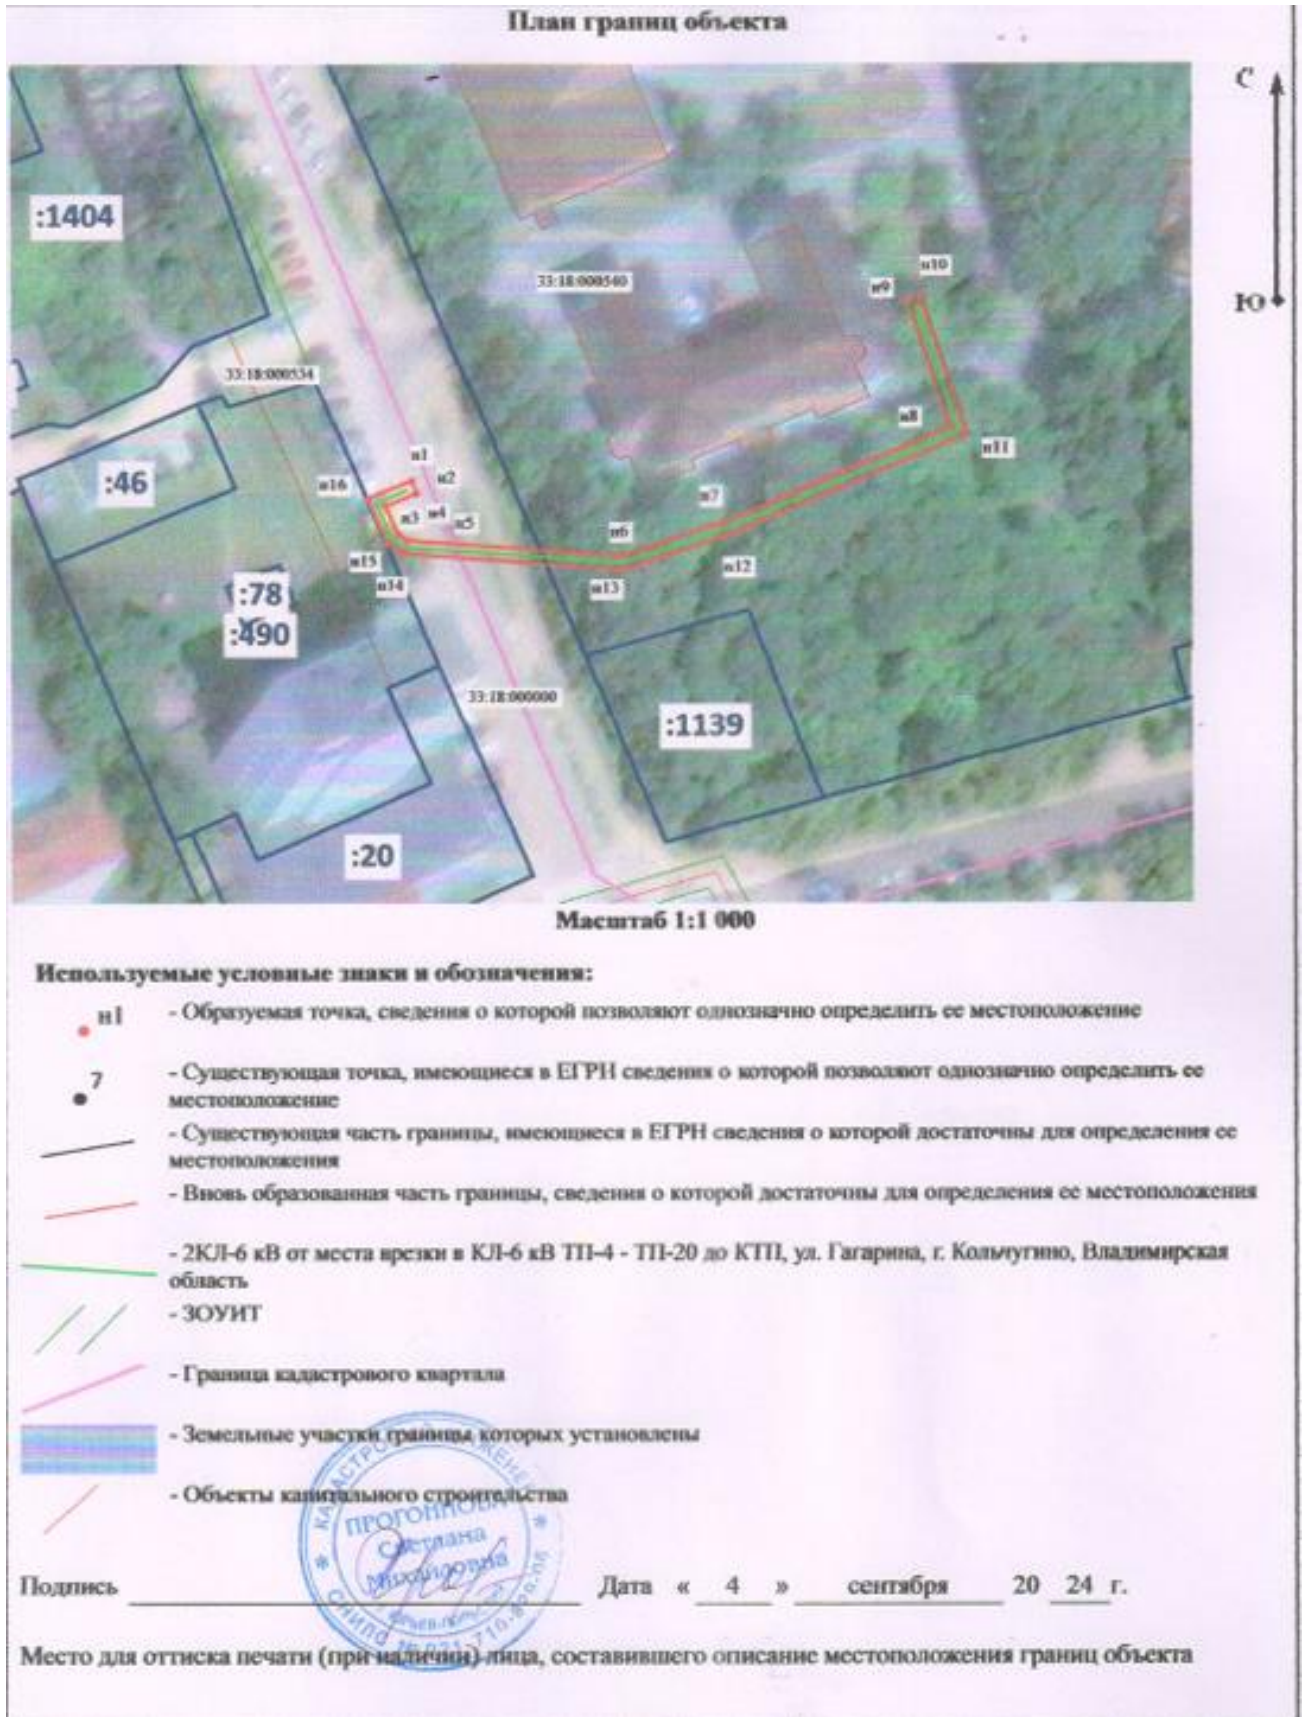 План границ объекта
С
:1404
н10
33:18:000540
н9
Ю
33:18:000534
н8
н11
н1
:46
н16
н2
н7
н3
н4
н5
н6
н15
н12
н14
н13
:78
:490
33:18:000000
:1139
:20
Масштаб 1:1 000
Используемые условные знаки и обозначения:
н1 - Образуемая точка, сведения о которой позволяют однозначно определить ее местоположение
7 - Существующая точка, имеющиеся в ЕГРН сведения о которой позволяют однозначно определить ее
местоположение
- Существующая часть границы, имеющиеся в ЕГРН сведения о которой достаточны для определения ее
местоположения
- Вновь образованная часть границы, сведения о которой достаточны для определения ее местоположения
- 2КЛ-6 кВ от места врезки в КЛ-6 кВ ТП-4 - ТП-20 до КТП, ул. Гагарина, г. Кольчугино, Владимирская
область
- ЗОУИТ
- Граница кадастрового квартала
- Земельные участки границы которых установлены
- Объекты капитального строительства
КАДАСТРОВЫЙ ИНЖЕНЕР
Светлана
Михайловна
Подпись Дата « 4 » сентября 20 24 г.
Место для оттиска печати (при наличии) лица, составившего описание местоположения границ объекта